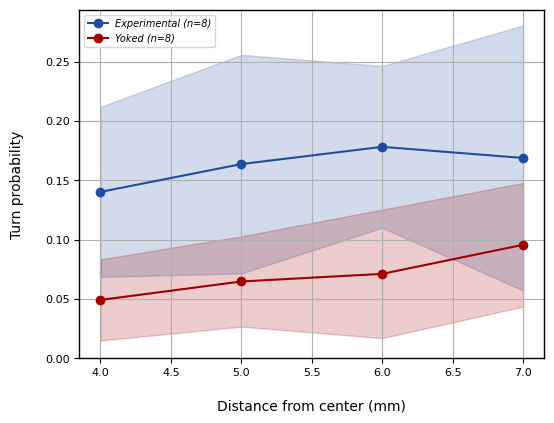 Experimental (n=8)
Yoked (n=8)
Turn probability
0.25
0.20
0.15
0.10
0.05
0.00
4.0 4.5 5.0 5.5 6.0 6.5 7.0
Distance from center (mm)